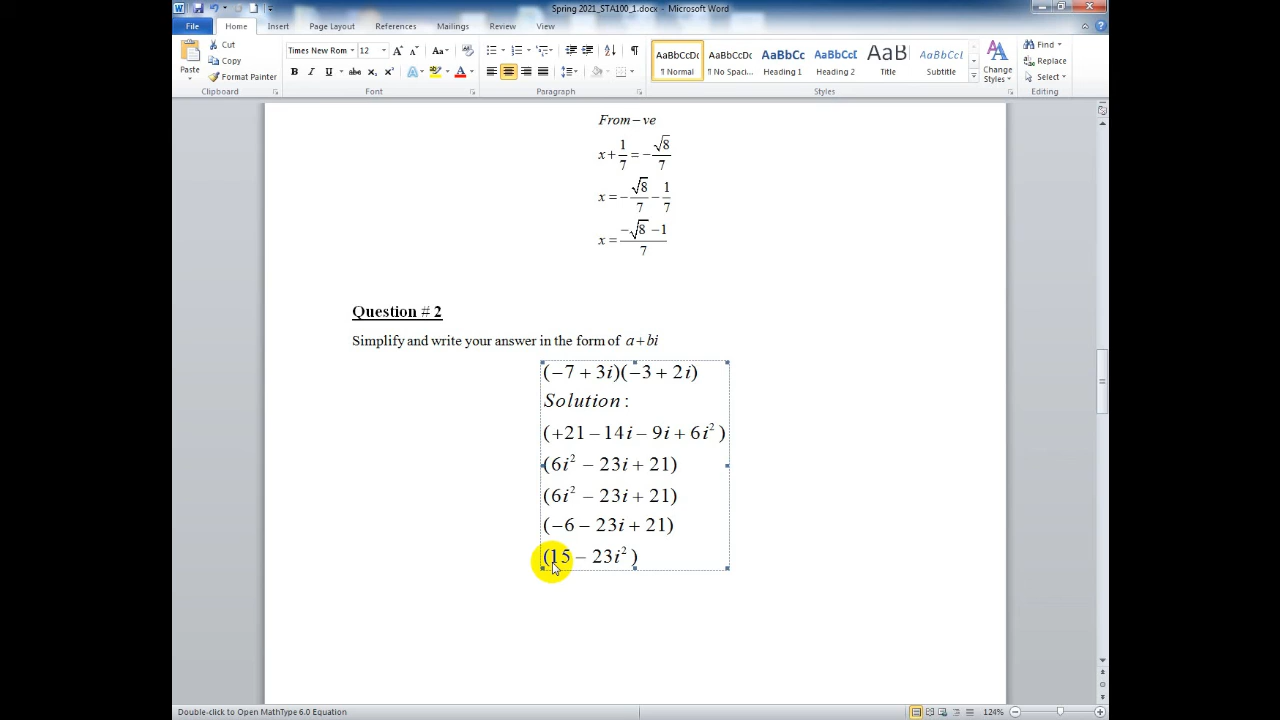 Spring 2021_STA100_1.docx - Microsoft Word
File Home Insert Page Layout References Mailings Review View
Paste Cut Copy Format Painter
Times New Rom 12 Aa
AaBbCcDc AaBbCcDc AaBbCc AaBbCcD AaB AaBbCcI
¶ Normal ¶ No Spaci... Heading 1 Heading 2 Title Subtitle
Change Styles
Find Replace Select
Clipboard Font Paragraph Styles Editing
From − ve
x + 1/7 = − √8/7
x = − √8/7 − 1/7
x = (−√8 − 1)/7
Question # 2
Simplify and write your answer in the form of a + bi
(−7 + 3i)(−3 + 2i)
Solution :
(+21 − 14i − 9i + 6i²)
(6i² − 23i + 21)
(6i² − 23i + 21)
(−6 − 23i + 21)
(15 − 23i²)
Double-click to Open MathType 6.0 Equation 124%